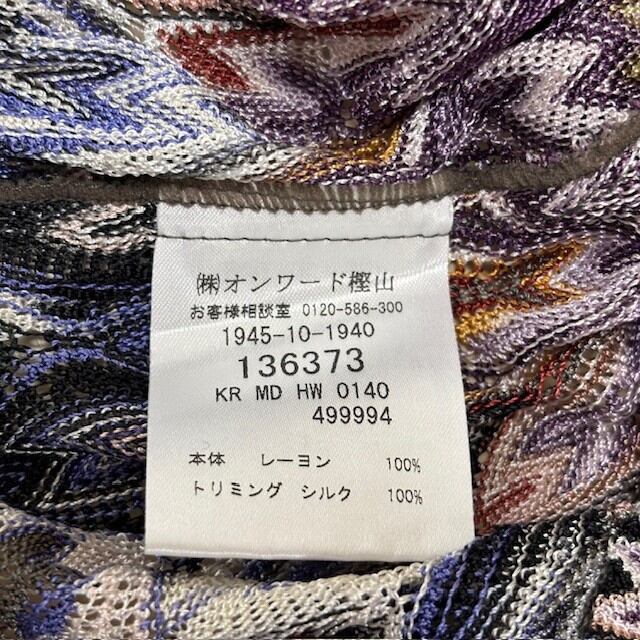 ㈱オンワード樫山
お客様相談室 0120-586-300
1945-10-1940
136373
KR MD HW 0140
499994
本体 レーヨン 100%
トリミング シルク 100%